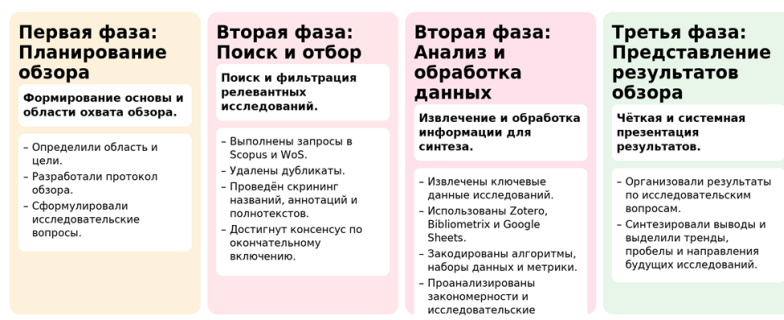 Первая фаза:
Планирование
обзора
Формирование основы и
области охвата обзора.
– Определили область и
цели.
– Разработали протокол
обзора.
– Сформулировали
исследовательские
вопросы.
Вторая фаза:
Поиск и отбор
Поиск и фильтрация
релевантных
исследований.
– Выполнены запросы в
Scopus и WoS.
– Удалены дубликаты.
– Проведён скрининг
названий, аннотаций и
полнотекстов.
– Достигнут консенсус по
окончательному
включению.
Вторая фаза:
Анализ и
обработка
данных
Извлечение и обработка
информации для
синтеза.
– Извлечены ключевые
данные исследований.
– Использованы Zotero,
Bibliometrix и Google
Sheets.
– Закодированы алгоритмы,
наборы данных и метрики.
– Проанализированы
закономерности и
исследовательские
Третья фаза:
Представление
результатов
обзора
Чёткая и системная
презентация
результатов.
– Организовали результаты
по исследовательским
вопросам.
– Синтезировали выводы и
выделили тренды,
пробелы и направления
будущих исследований.